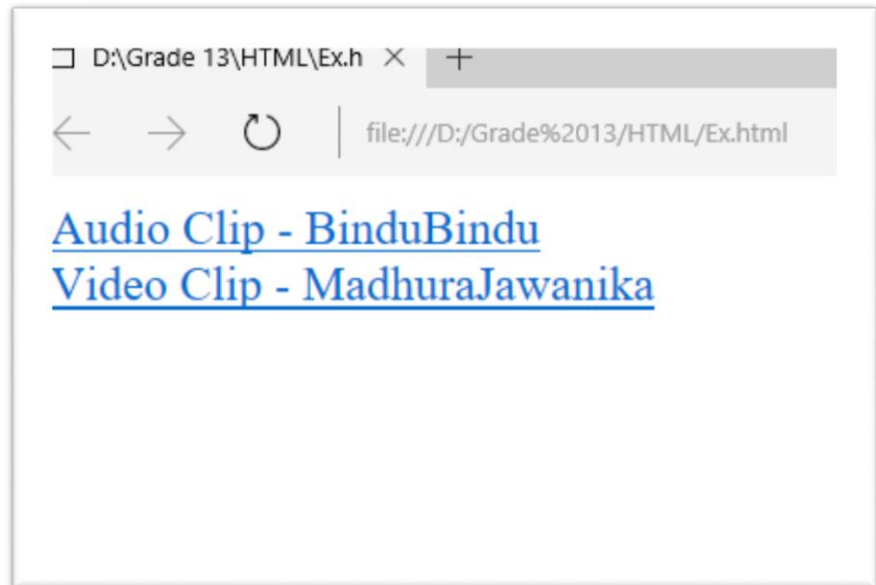 D:\Grade 13\HTML\Ex.h
file:///D:/Grade%2013/HTML/Ex.html
Audio Clip - BinduBindu
Video Clip - MadhuraJawanika